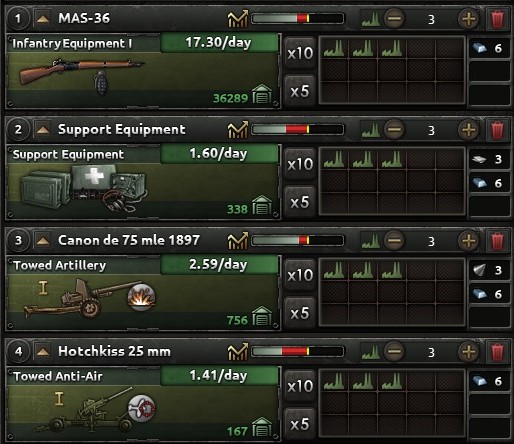 1 MAS-36 3
Infantry Equipment I 17.30/day x10 6
36289 x5
2 Support Equipment 3
Support Equipment 1.60/day x10 3
6
338 x5
3 Canon de 75 mle 1897 3
Towed Artillery 2.59/day x10 3
I 6
756 x5
4 Hotchkiss 25 mm 3
Towed Anti-Air 1.41/day x10 6
I
167 x5